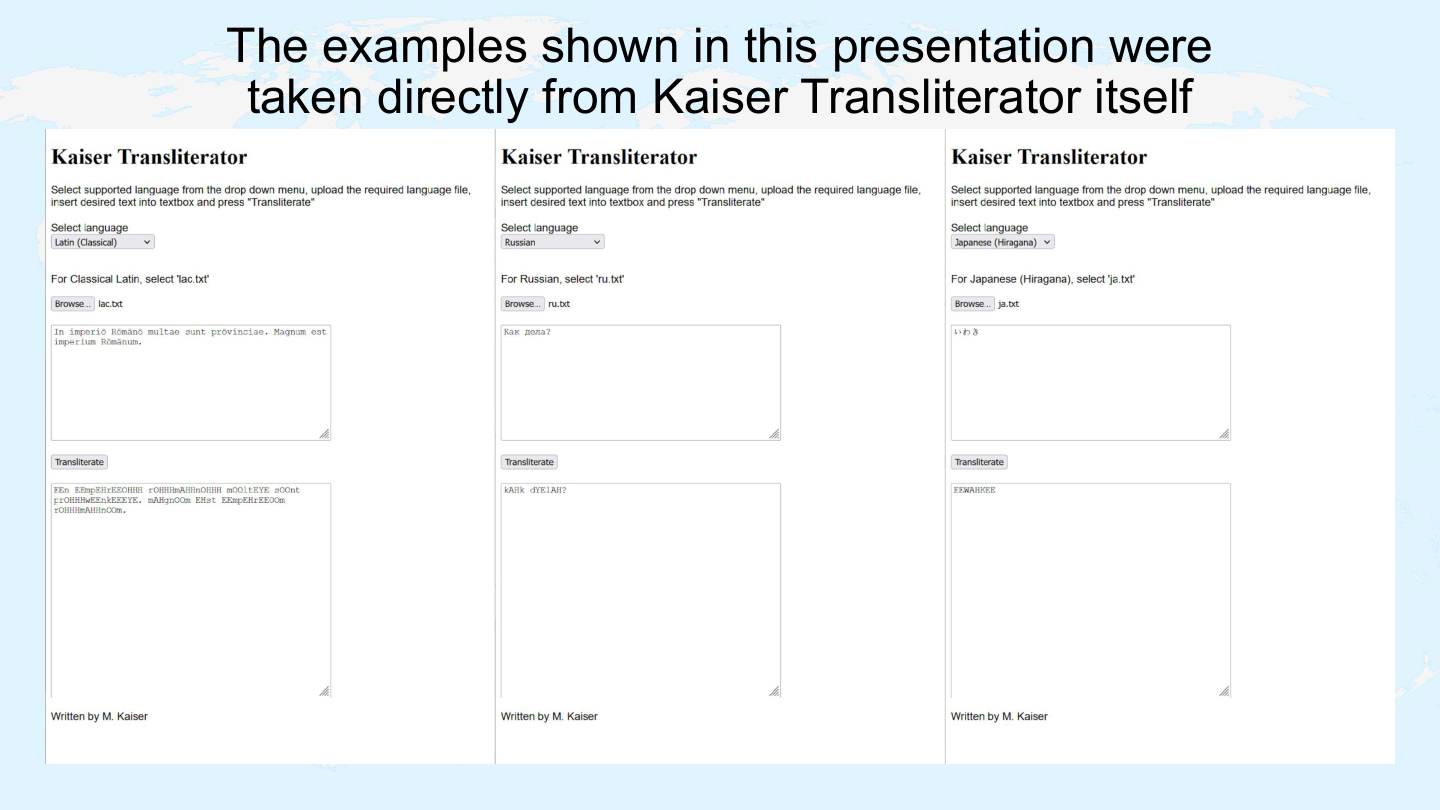 The examples shown in this presentation were
taken directly from Kaiser Transliterator itself
Kaiser Transliterator
Select supported language from the drop down menu, upload the required language file,
insert desired text into textbox and press "Transliterate"
Select language
Latin (Classical)
For Classical Latin, select 'lac.txt'
Browse... lac.txt
In imperiō Rōmānō multae sunt prōvinciae. Magnum est
imperium Rōmānum.
Transliterate
EEn EEmpEHrEEOHHH rOHHHmAHHnOHHH mOOltEYE sOOnt
prOHHHwEEnkEEEYE. mAHgnOOm EHst EEmpEHrEEOOm
rOHHHmAHHnOOm.
Written by M. Kaiser
Kaiser Transliterator
Select supported language from the drop down menu, upload the required language file,
insert desired text into textbox and press "Transliterate"
Select language
Russian
For Russian, select 'ru.txt'
Browse... ru.txt
Как дела?
Transliterate
kAHk dYElAH?
Written by M. Kaiser
Kaiser Transliterator
Select supported language from the drop down menu, upload the required language file,
insert desired text into textbox and press "Transliterate"
Select language
Japanese (Hiragana)
For Japanese (Hiragana), select 'ja.txt'
Browse... ja.txt
いわき
Transliterate
EEWAHKEE
Written by M. Kaiser